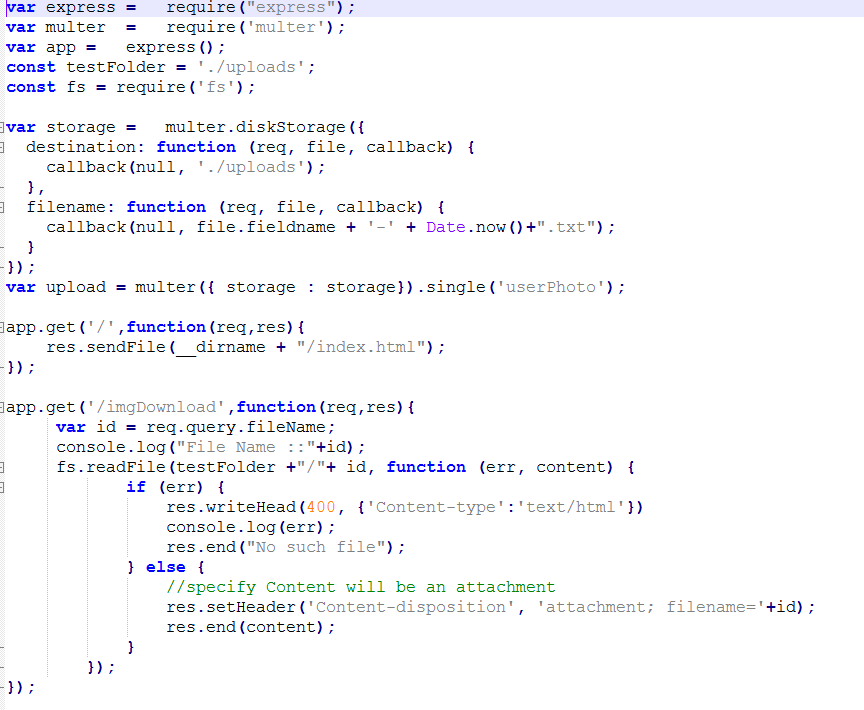 var express =   require("express");
var multer  =   require('multer');
var app =   express();
const testFolder = './uploads';
const fs = require('fs');

var storage =   multer.diskStorage({
  destination: function (req, file, callback) {
    callback(null, './uploads');
  },
  filename: function (req, file, callback) {
    callback(null, file.fieldname + '-' + Date.now()+".txt");
  }
});
var upload = multer({ storage : storage}).single('userPhoto');

app.get('/',function(req,res){
    res.sendFile(__dirname + "/index.html");
});

app.get('/imgDownload',function(req,res){
     var id = req.query.fileName;
     console.log("File Name ::"+id);
     fs.readFile(testFolder +"/"+ id, function (err, content) {
            if (err) {
                res.writeHead(400, {'Content-type':'text/html'})
                console.log(err);
                res.end("No such file");
            } else {
                //specify Content will be an attachment
                res.setHeader('Content-disposition', 'attachment; filename='+id);
                res.end(content);
            }
        });
});